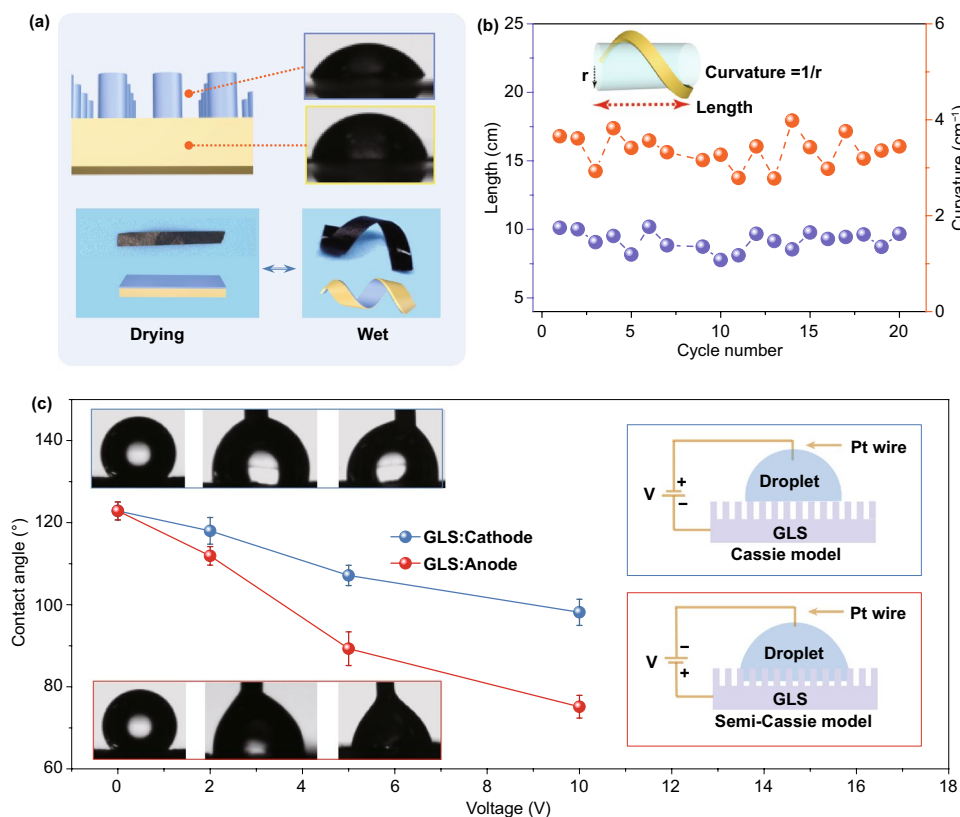 (a)
Drying
Wet
(b)
25
20
15
10
5
Length (cm)
r
Curvature =1/r
Length
6
4
2
0
Curvature (cm⁻¹)
0
5
10
15
20
Cycle number
(c)
140
120
100
80
60
Contact angle (°)
GLS:Cathode
GLS:Anode
Pt wire
Droplet
V
+
−
GLS
Cassie model
Pt wire
Droplet
V
−
+
GLS
Semi-Cassie model
0
2
4
6
8
10
12
14
16
18
Voltage (V)